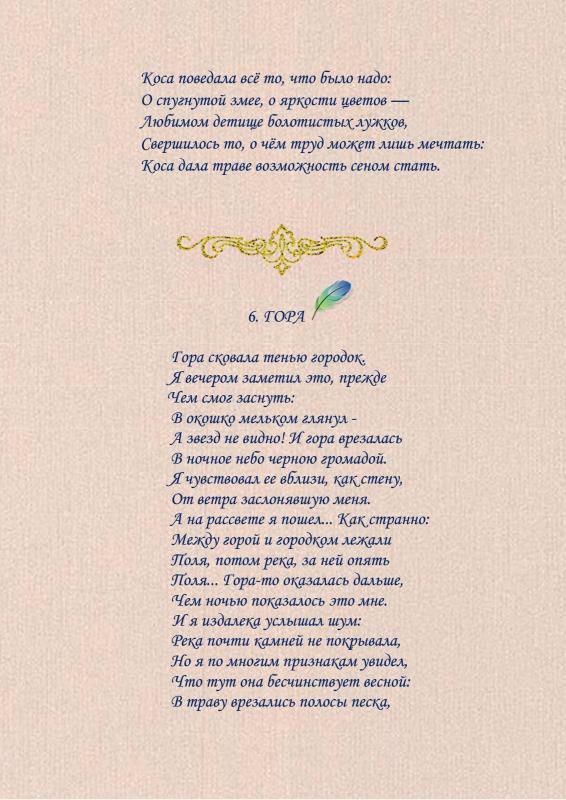 Коса поведала всё то, что было надо:
О спугнутой змее, о яркости цветов —
Любимом детище болотистых лужков,
Свершилось то, о чём труд может лишь мечтать:
Коса дала траве возможность сеном стать.
6. ГОРА
Гора сковала тенью городок.
Я вечером заметил это, прежде
Чем смог заснуть:
В окошко мельком глянул -
А звезд не видно! И гора врезалась
В ночное небо черною громадой.
Я чувствовал ее вблизи, как стену,
От ветра заслонявшую меня.
А на рассвете я пошел... Как странно:
Между горой и городком лежали
Поля, потом река, за ней опять
Поля... Гора-то оказалась дальше,
Чем ночью показалось это мне.
И я издалека услышал шум:
Река почти камней не покрывала,
Но я по многим признакам увидел,
Что тут она бесчинствует весной:
В траву врезались полосы песка,